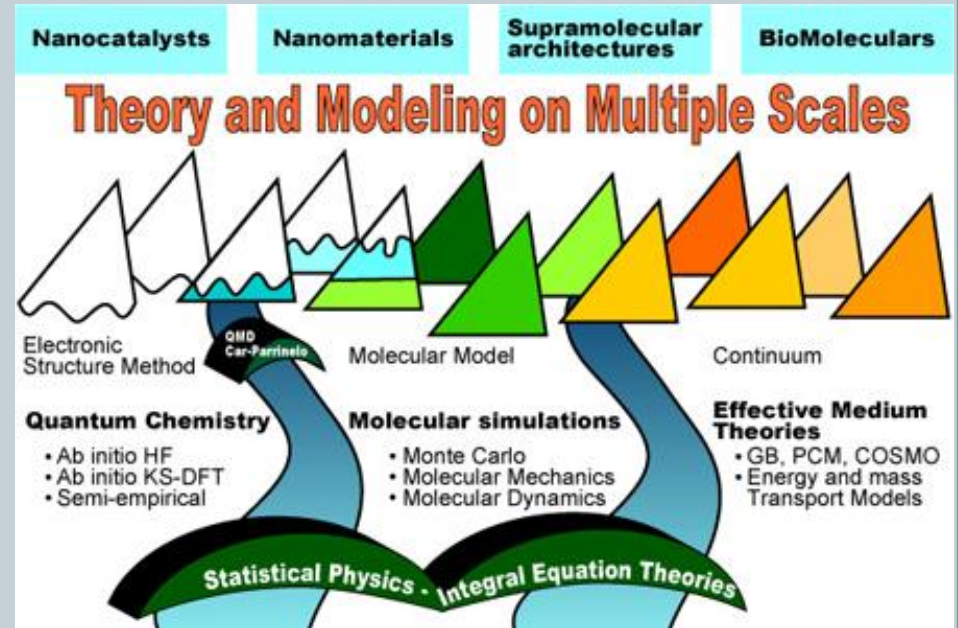 Nanocatalysts
Nanomaterials
Supramolecular
architectures
BioMoleculars
Theory and Modeling on Multiple Scales
Electronic
Structure Method
QMD
Car-Parrinelo
Molecular Model
Continuum
Quantum Chemistry
• Ab initio HF
• Ab initio KS-DFT
• Semi-empirical
Molecular simulations
• Monte Carlo
• Molecular Mechanics
• Molecular Dynamics
Effective Medium
Theories
• GB, PCM, COSMO
• Energy and mass
Transport Models
Statistical Physics - Integral Equation Theories